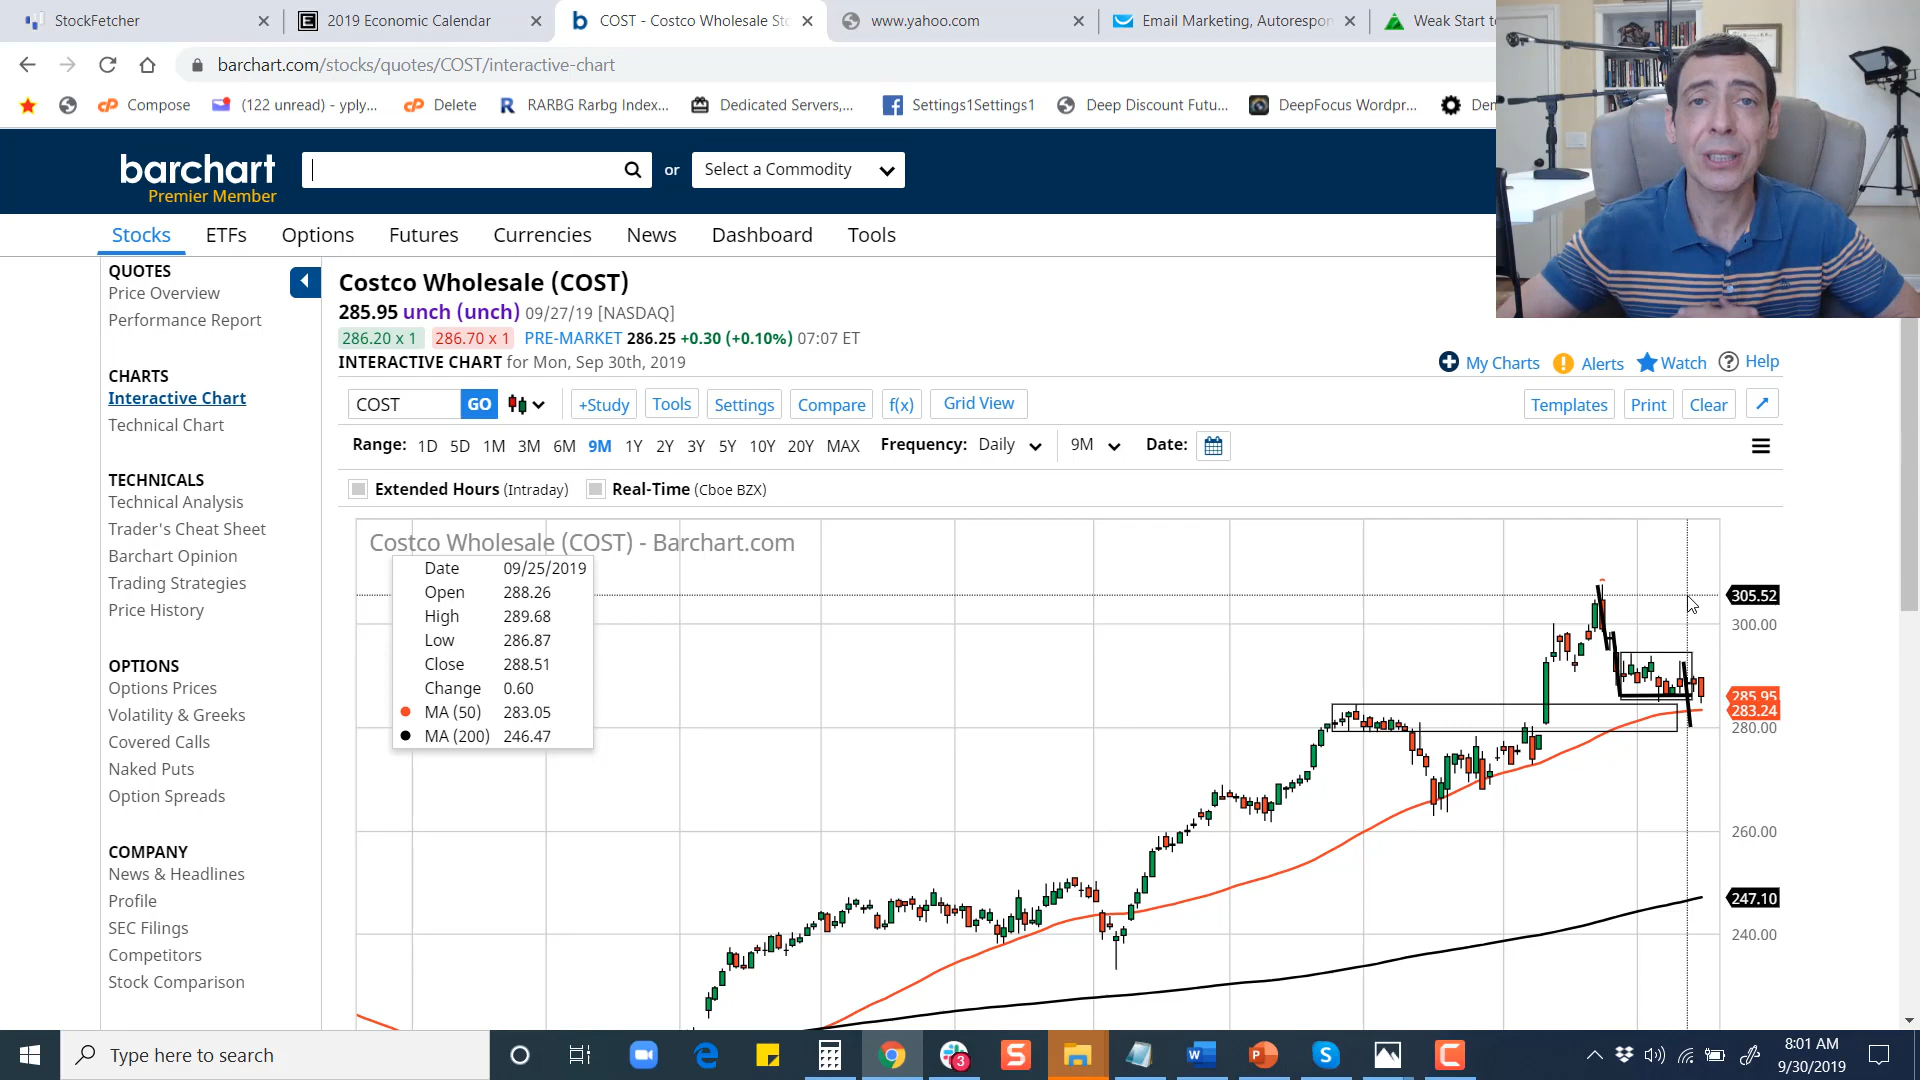 StockFetcher
2019 Economic Calendar
COST - Costco Wholesale Sto
www.yahoo.com
Email Marketing, Autorespon
Weak Start to
barchart.com/stocks/quotes/COST/interactive-chart
Compose
(122 unread) - yply...
Delete
RARBG Rarbg Index...
Dedicated Servers,...
Settings1Settings1
Deep Discount Futu...
DeepFocus Wordpr...
Den
barchart
Premier Member
or
Select a Commodity
Stocks
ETFs
Options
Futures
Currencies
News
Dashboard
Tools
QUOTES
Price Overview
Performance Report
CHARTS
Interactive Chart
Technical Chart
TECHNICALS
Technical Analysis
Trader's Cheat Sheet
Barchart Opinion
Trading Strategies
Price History
OPTIONS
Options Prices
Volatility & Greeks
Covered Calls
Naked Puts
Option Spreads
COMPANY
News & Headlines
Profile
SEC Filings
Competitors
Stock Comparison
Costco Wholesale (COST)
285.95 unch (unch) 09/27/19 [NASDAQ]
286.20 x 1 286.70 x 1 PRE-MARKET 286.25 +0.30 (+0.10%) 07:07 ET
INTERACTIVE CHART for Mon, Sep 30th, 2019
My Charts Alerts Watch Help
COST GO +Study Tools Settings Compare f(x) Grid View Templates Print Clear
Range: 1D 5D 1M 3M 6M 9M 1Y 2Y 3Y 5Y 10Y 20Y MAX Frequency: Daily 9M Date:
Extended Hours (Intraday) Real-Time (Cboe BZX)
Costco Wholesale (COST) - Barchart.com
Date 09/25/2019
Open 288.26
High 289.68
Low 286.87
Close 288.51
Change 0.60
MA (50) 283.05
MA (200) 246.47
305.52
300.00
285.95
283.24
280.00
260.00
247.10
240.00
Type here to search
3
8:01 AM
9/30/2019